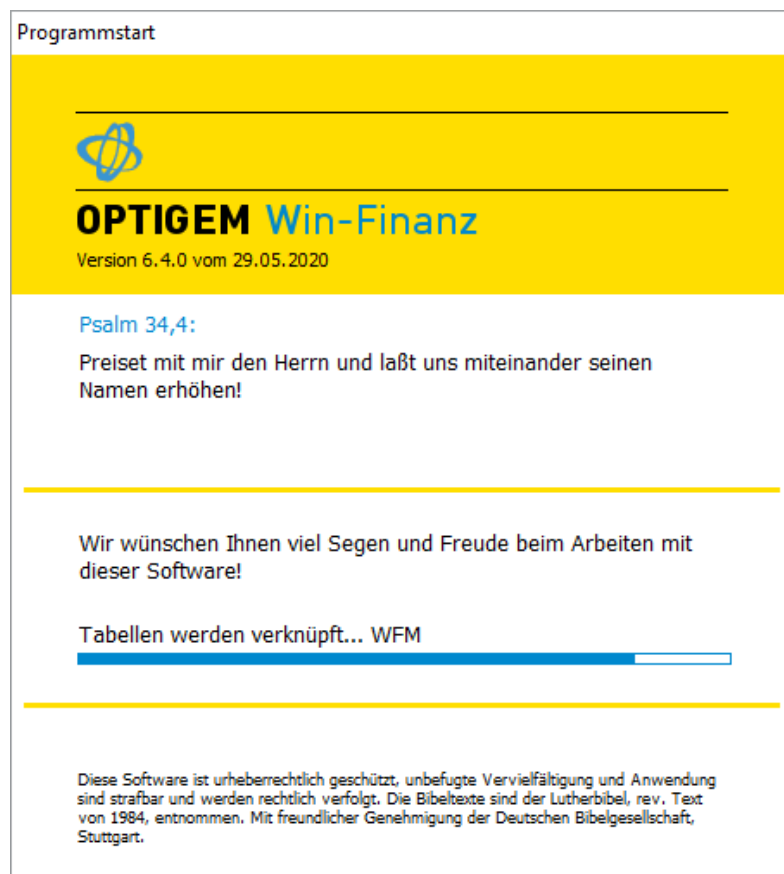 Programmstart
OPTIGEM Win-Finanz
Version 6.4.0 vom 29.05.2020
Psalm 34,4:
Preiset mit mir den Herrn und laßt uns miteinander seinen
Namen erhöhen!
Wir wünschen Ihnen viel Segen und Freude beim Arbeiten mit
dieser Software!
Tabellen werden verknüpft... WFM
Diese Software ist urheberrechtlich geschützt, unbefugte Vervielfältigung und Anwendung
sind strafbar und werden rechtlich verfolgt. Die Bibeltexte sind der Lutherbibel, rev. Text
von 1984, entnommen. Mit freundlicher Genehmigung der Deutschen Bibelgesellschaft,
Stuttgart.